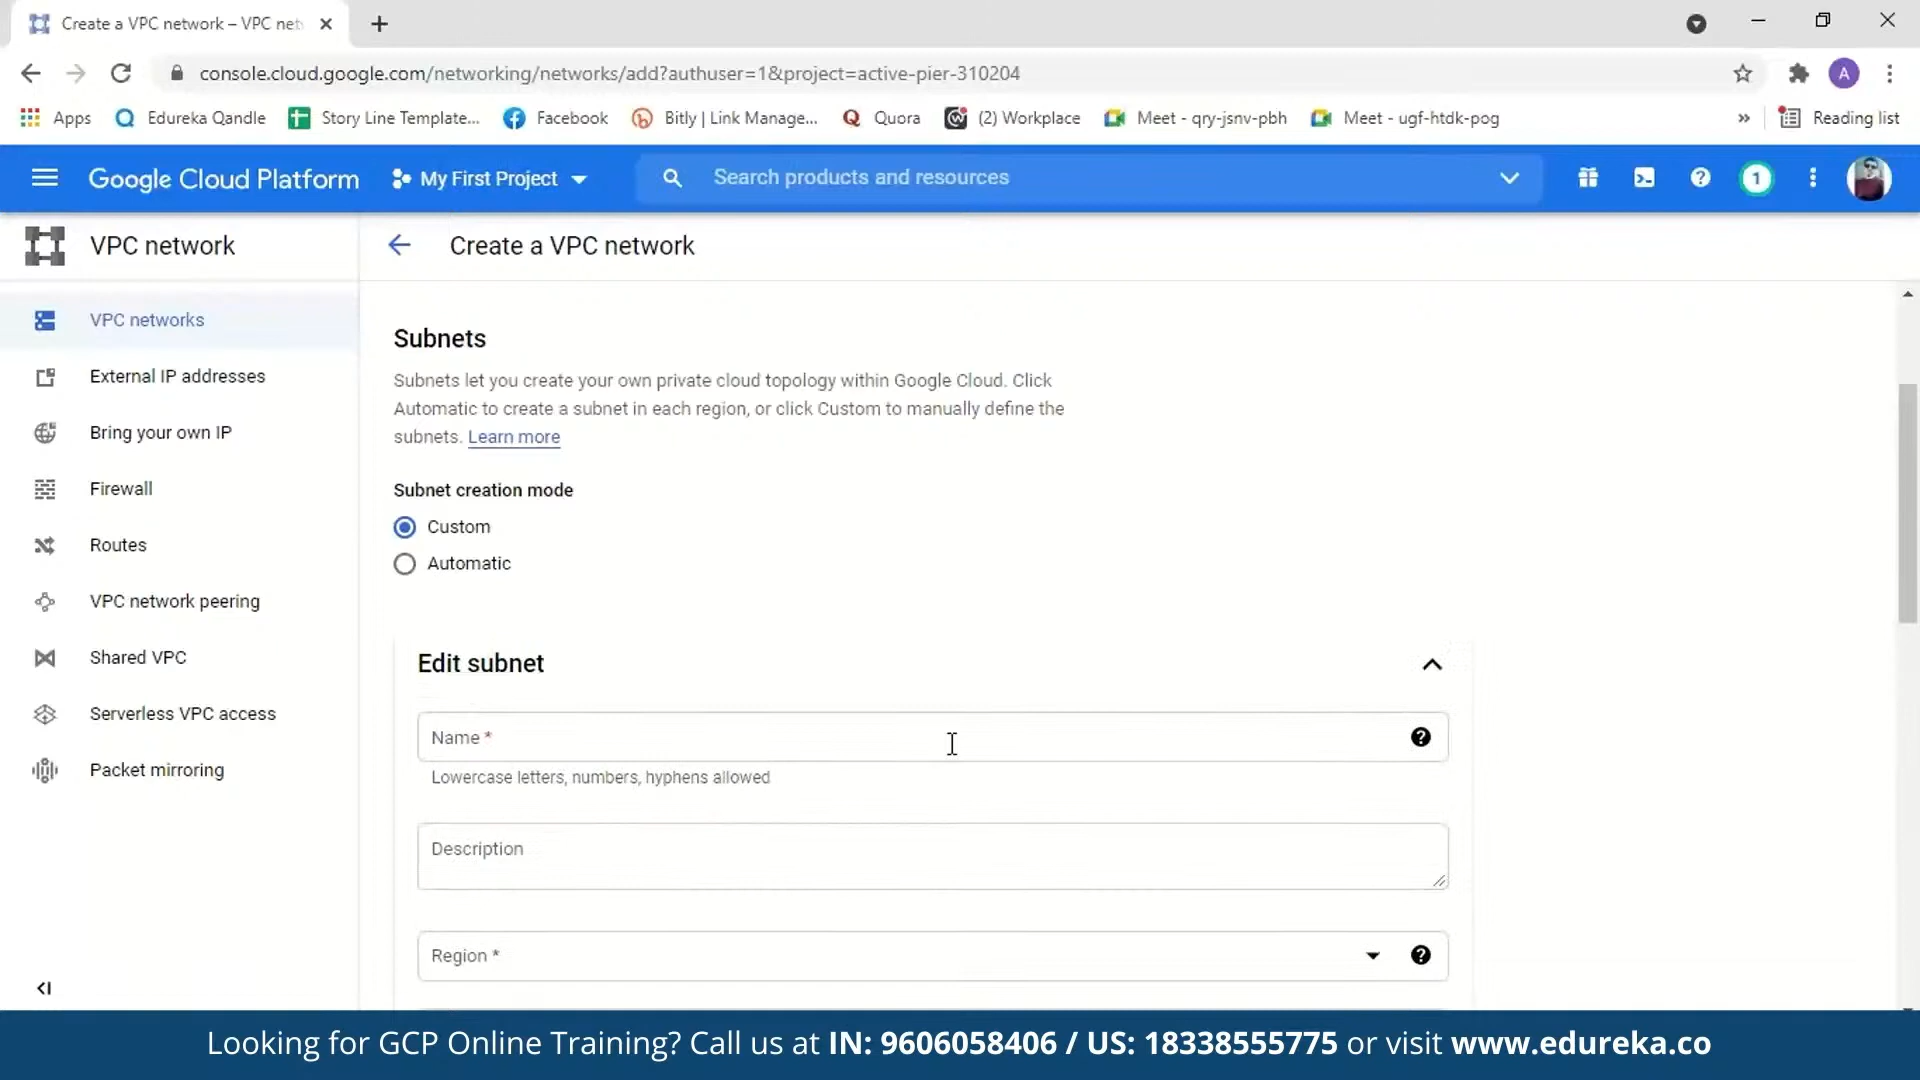 Create a VPC network – VPC net
console.cloud.google.com/networking/networks/add?authuser=1&project=active-pier-310204
A
Apps
Edureka Qandle
Story Line Template...
Facebook
Bitly | Link Manage...
Quora
(2) Workplace
Meet - qry-jsnv-pbh
Meet - ugf-htdk-pog
»
Reading list
Google Cloud Platform
My First Project
Search products and resources
1
VPC network
Create a VPC network
VPC networks
External IP addresses
Bring your own IP
Firewall
Routes
VPC network peering
Shared VPC
Serverless VPC access
Packet mirroring
Subnets
Subnets let you create your own private cloud topology within Google Cloud. Click
Automatic to create a subnet in each region, or click Custom to manually define the
subnets. Learn more
Subnet creation mode
Custom
Automatic
Edit subnet
Name *
Lowercase letters, numbers, hyphens allowed
Description
Region *
Looking for GCP Online Training? Call us at IN: 9606058406 / US: 18338555775 or visit www.edureka.co